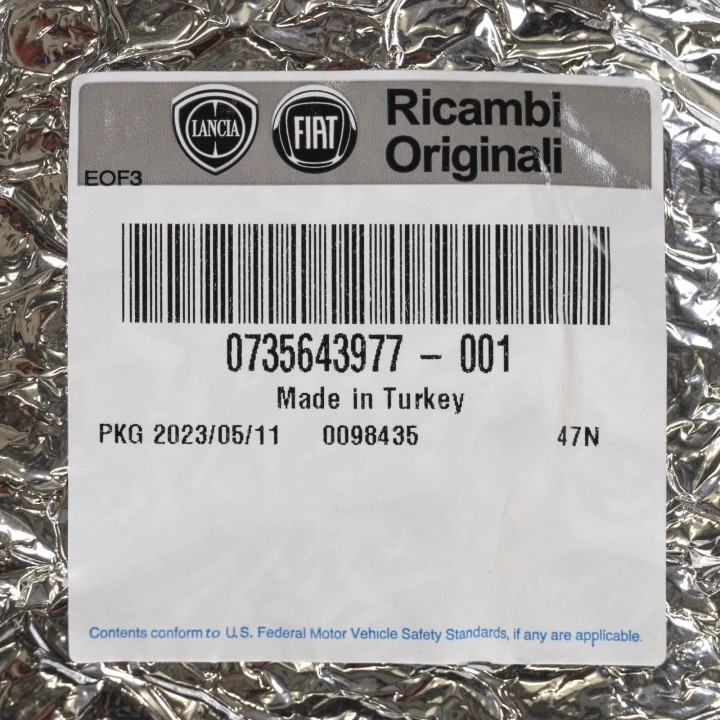 LANCIA FIAT Ricambi
Originali
EOF3
0735643977 - 001
Made in Turkey
PKG 2023/05/11 0098435 47N
Contents conform to U.S. Federal Motor Vehicle Safety Standards, if any are applicable.